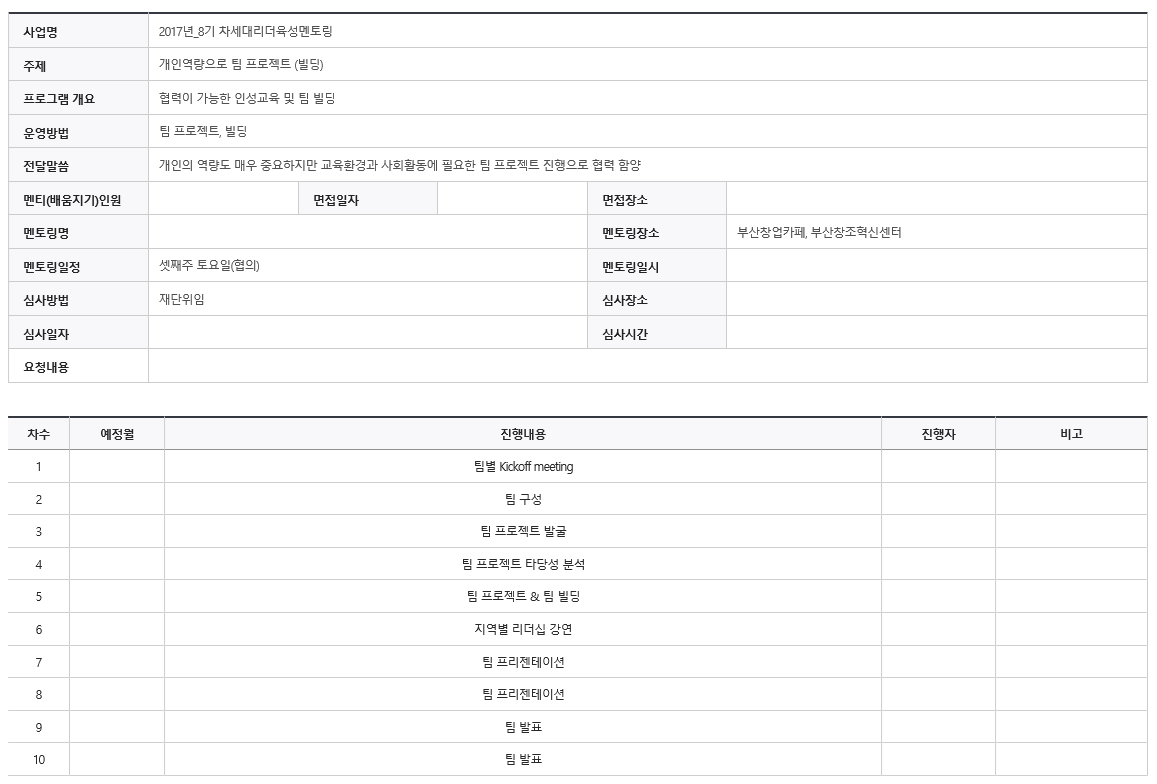 사업명 2017년_8기 차세대리더육성멘토링
주제 개인역량으로 팀 프로젝트 (빌딩)
프로그램 개요 협력이 가능한 인성교육 및 팀 빌딩
운영방법 팀 프로젝트, 빌딩
전달말씀 개인의 역량도 매우 중요하지만 교육환경과 사회활동에 필요한 팀 프로젝트 진행으로 협력 함양
멘티(배움지기)인원 면접일자 면접장소
멘토링명 멘토링장소 부산창업카페, 부산창조혁신센터
멘토링일정 셋째주 토요일(협의) 멘토링일시
심사방법 재단위임 심사장소
심사일자 심사시간
요청내용
차수 예정월 진행내용 진행자 비고
1 팀별 Kickoff meeting
2 팀 구성
3 팀 프로젝트 발굴
4 팀 프로젝트 타당성 분석
5 팀 프로젝트 & 팀 빌딩
6 지역별 리더십 강연
7 팀 프리젠테이션
8 팀 프리젠테이션
9 팀 발표
10 팀 발표